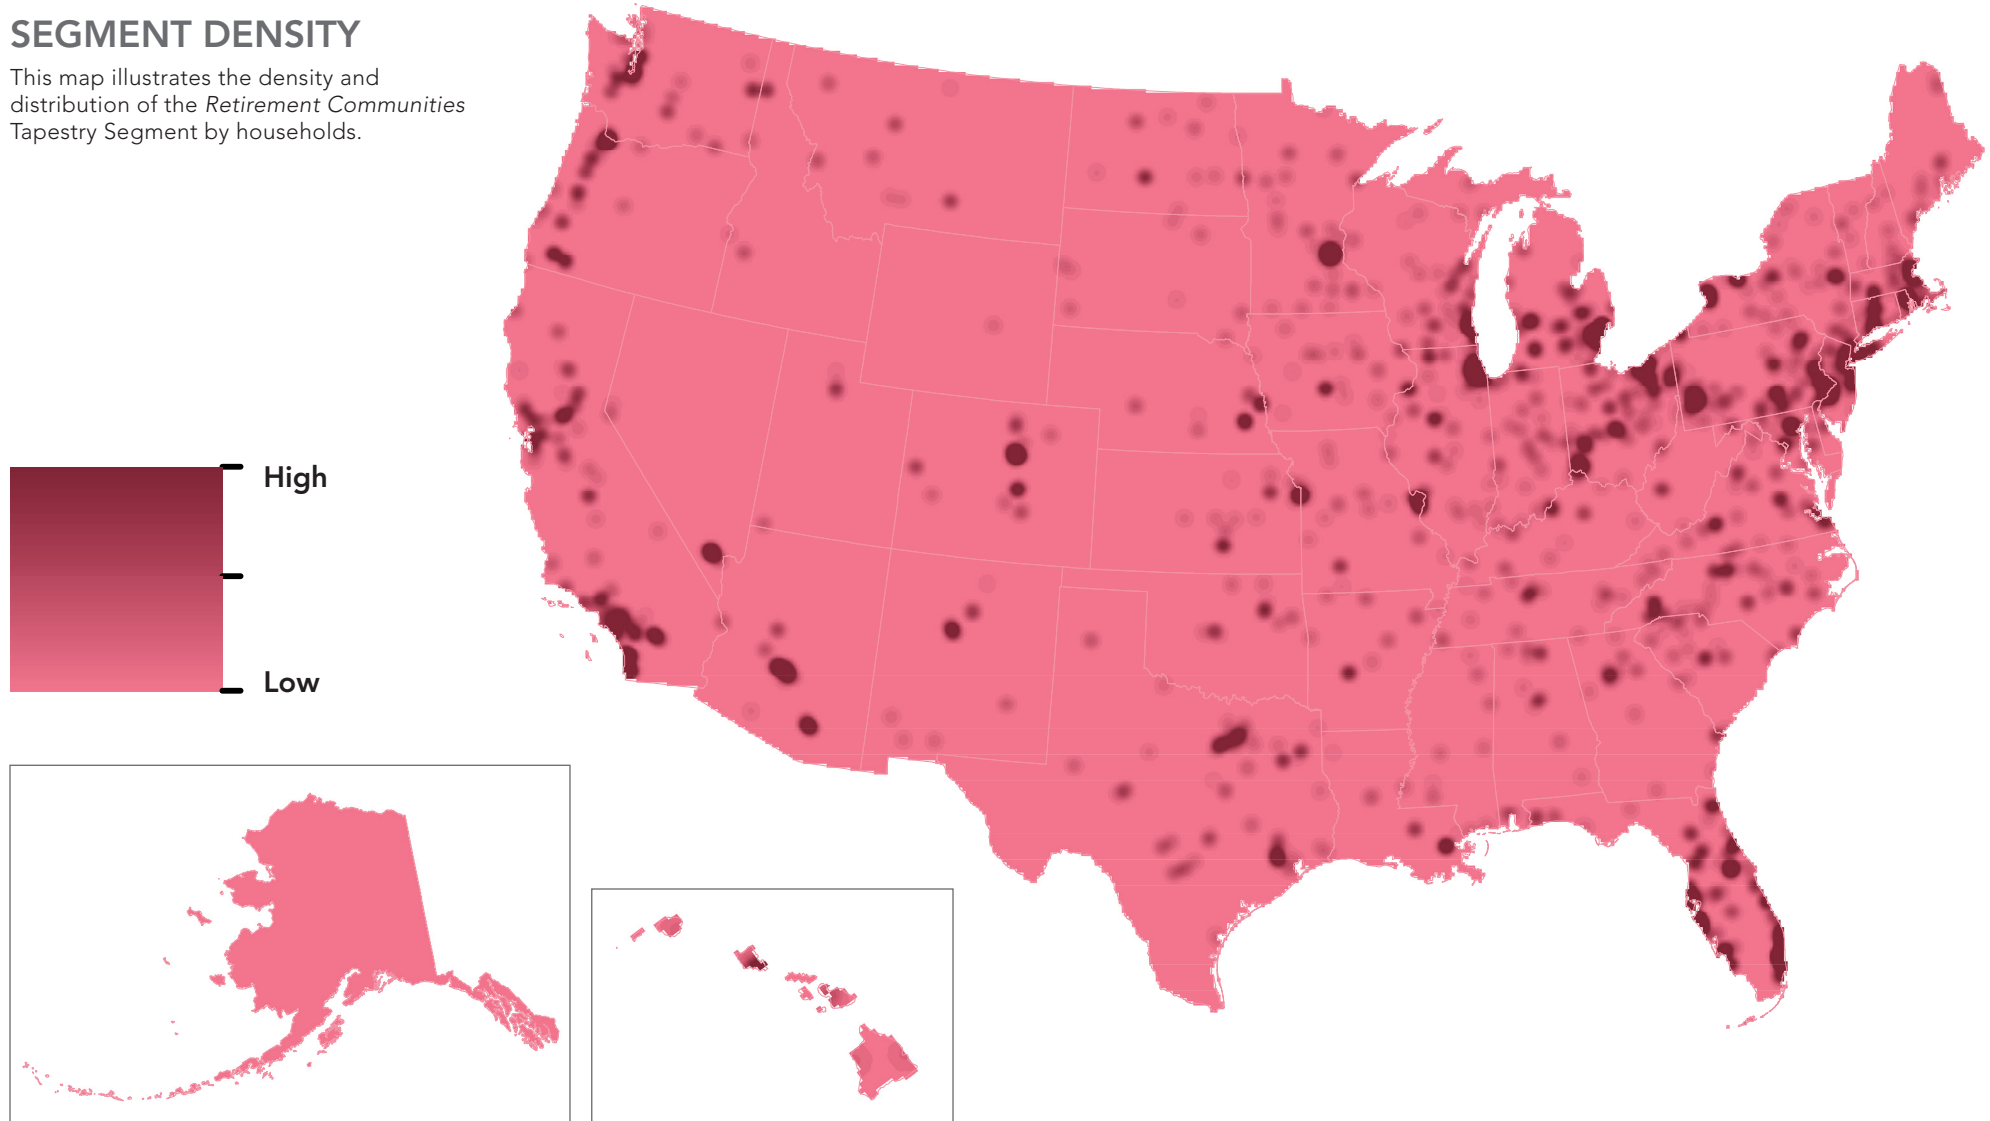 SEGMENT DENSITY
This map illustrates the density and
distribution of the Retirement Communities
Tapestry Segment by households.
High
Low